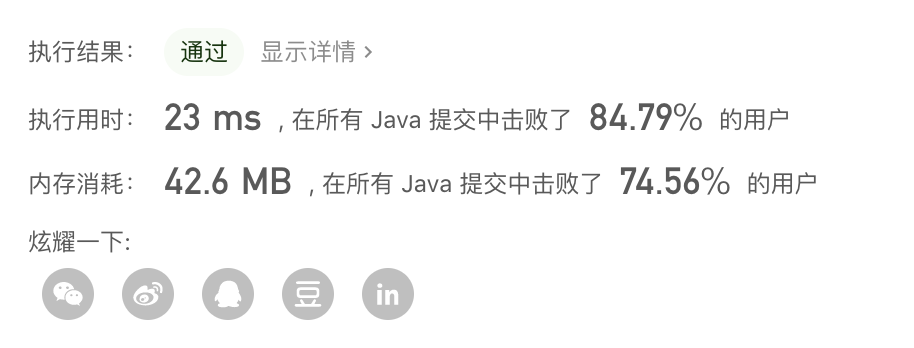 执行结果： 通过 显示详情 >
执行用时： 23 ms , 在所有 Java 提交中击败了 84.79% 的用户
内存消耗： 42.6 MB , 在所有 Java 提交中击败了 74.56% 的用户
炫耀一下:
豆 in